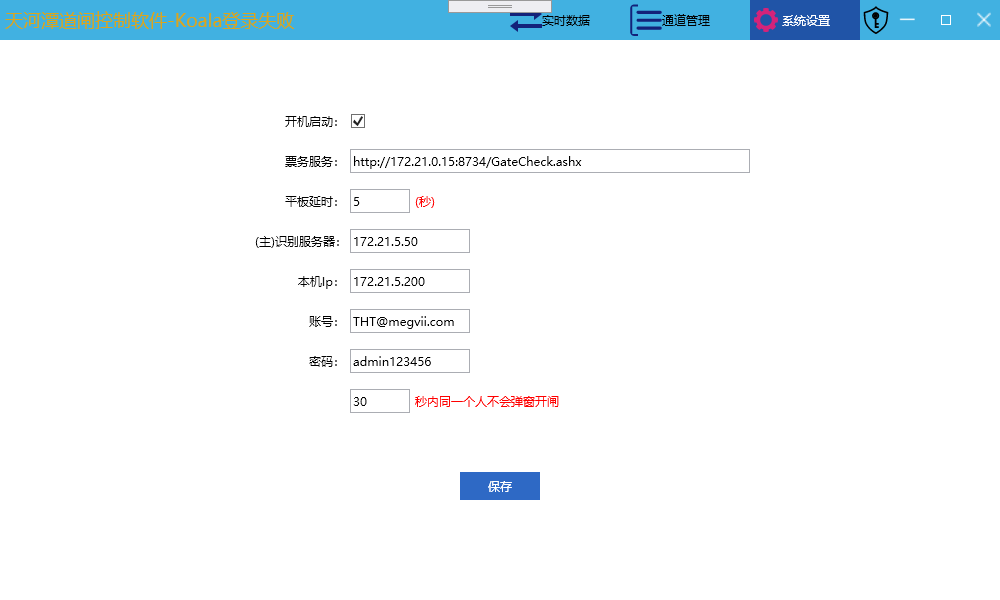 天河潭道闸控制软件-Koala登录失败
实时数据
通道管理
系统设置
开机启动:
票务服务: http://172.21.0.15:8734/GateCheck.ashx
平板延时: 5 (秒)
(主)识别服务器: 172.21.5.50
本机Ip: 172.21.5.200
账号: THT@megvii.com
密码: admin123456
30 秒内同一个人不会弹窗开闸
保存